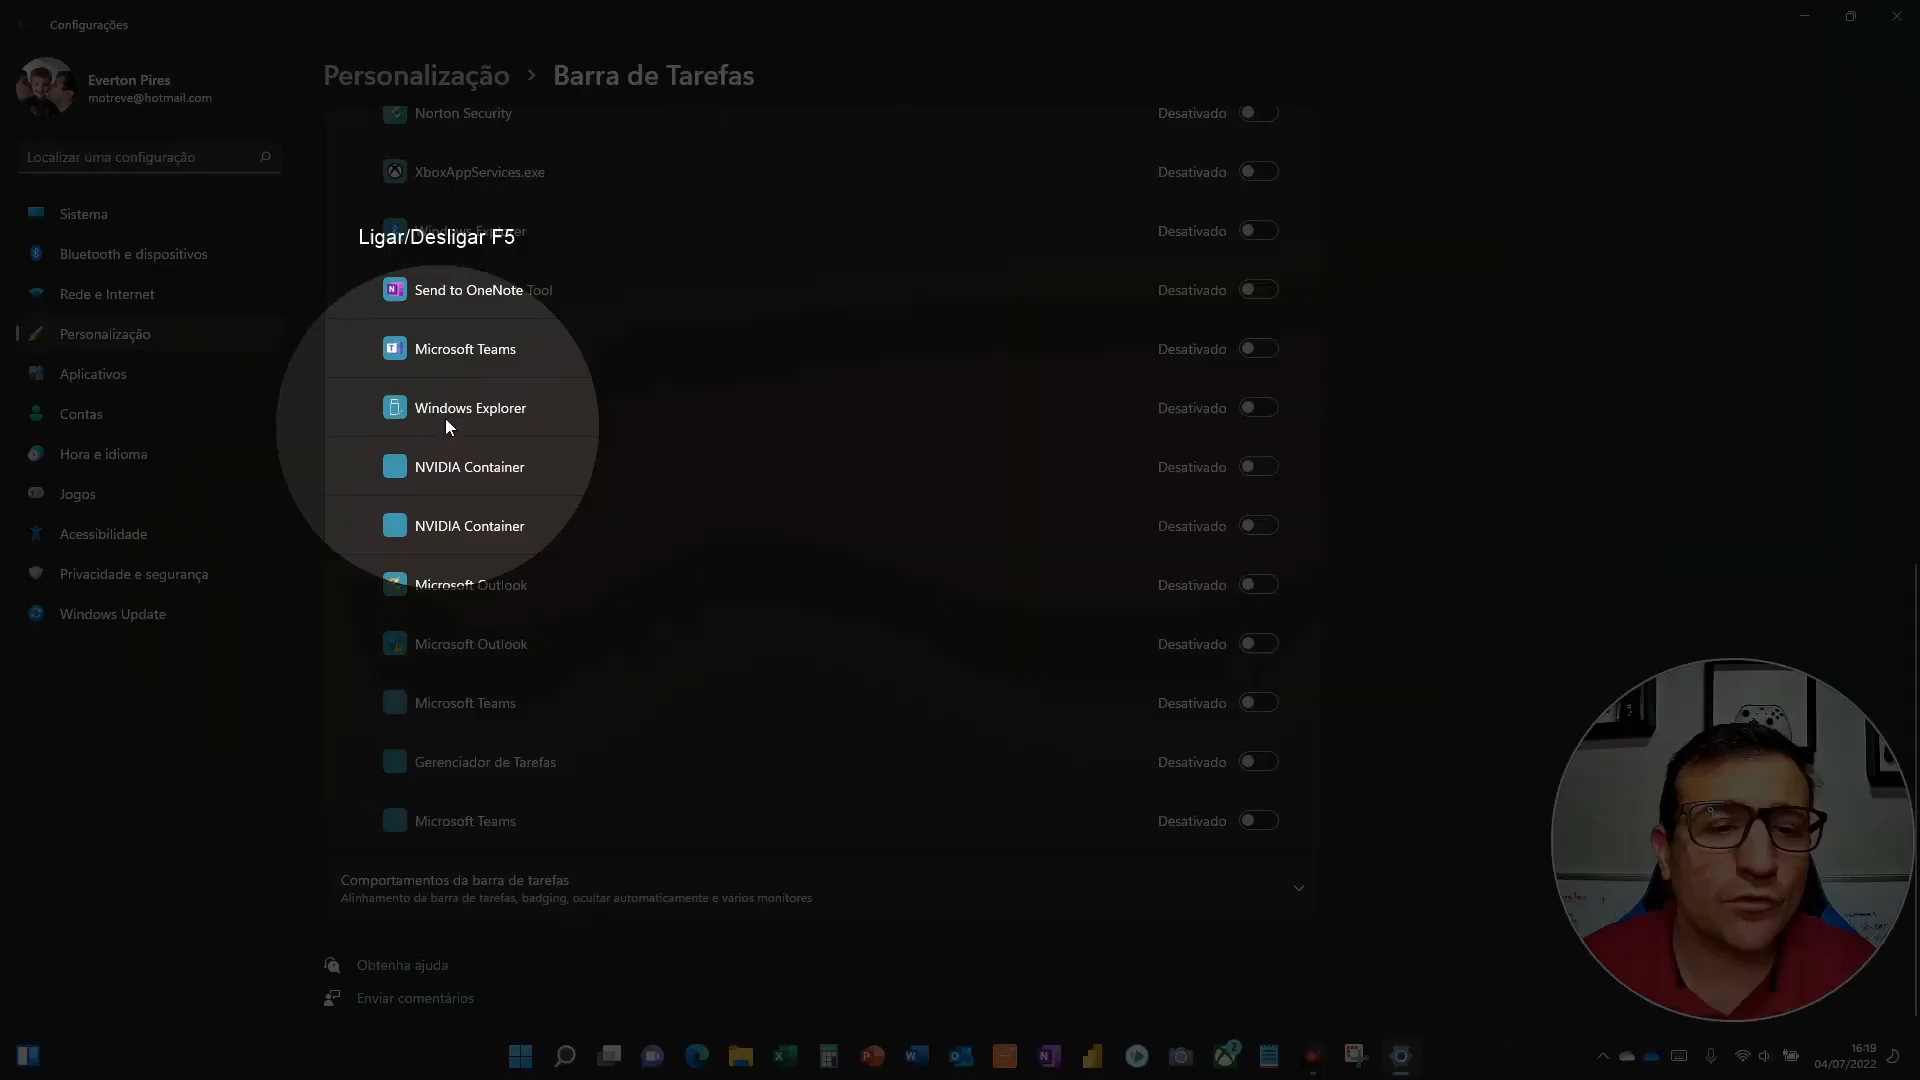 Configurações
Everton Pires
motreve@hotmail.com
Localizar uma configuração
Sistema
Bluetooth e dispositivos
Rede e Internet
Personalização
Aplicativos
Contas
Hora e idioma
Jogos
Acessibilidade
Privacidade e segurança
Windows Update
Personalização > Barra de Tarefas
Norton Security Desativado
XboxAppServices.exe Desativado
Windows Explorer Desativado
Ligar/Desligar F5
Send to OneNote Tool Desativado
Microsoft Teams Desativado
Windows Explorer Desativado
NVIDIA Container Desativado
NVIDIA Container Desativado
Microsoft Outlook Desativado
Microsoft Outlook Desativado
Microsoft Teams Desativado
Gerenciador de Tarefas Desativado
Microsoft Teams Desativado
Comportamentos da barra de tarefas
Alinhamento da barra de tarefas, badging, ocultar automaticamente e vários monitores
Obtenha ajuda
Enviar comentários
2
16:19
04/07/2022